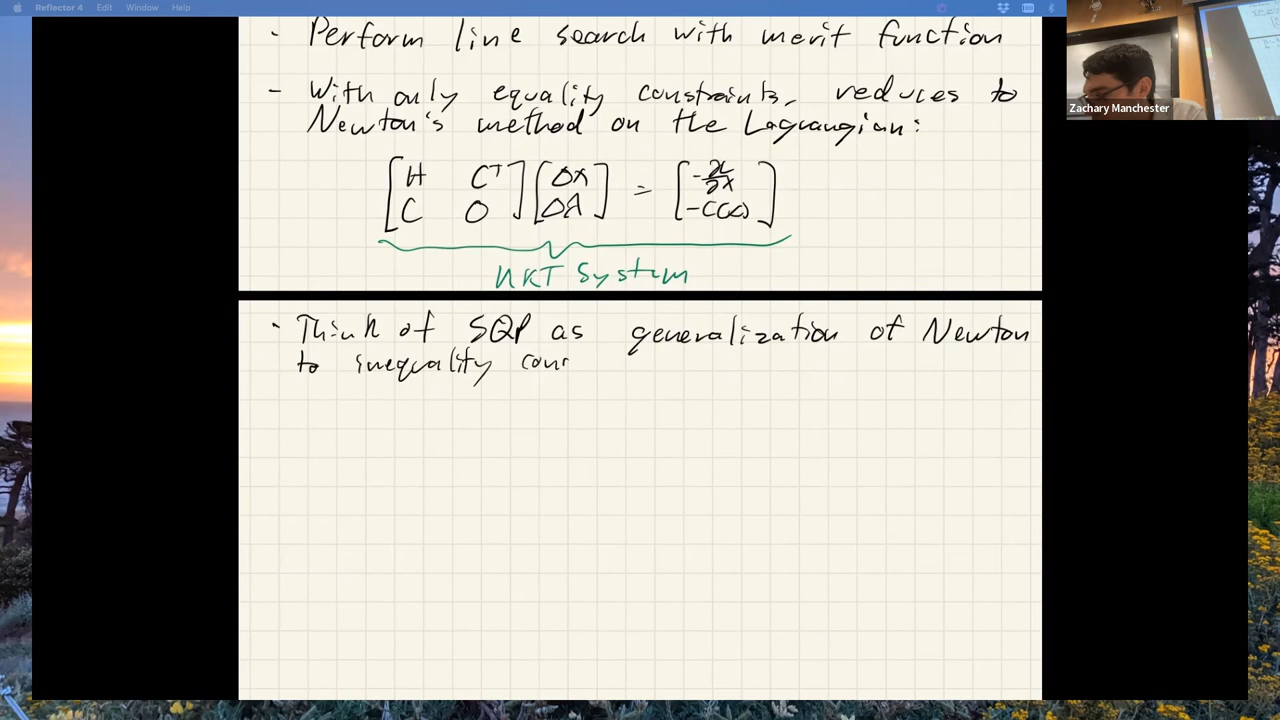 Reflector 4 Edit Window Help
Zachary Manchester
· Perform line search with merit function
- With only equality constraints, reduces to
Newton's method on the Lagrangian:
[H Cᵀ] [Δx] = [-∂L/∂x]
[C 0] [Δλ] [-C(x)]
KKT System
· Think of SQP as generalization of Newton
to inequality con